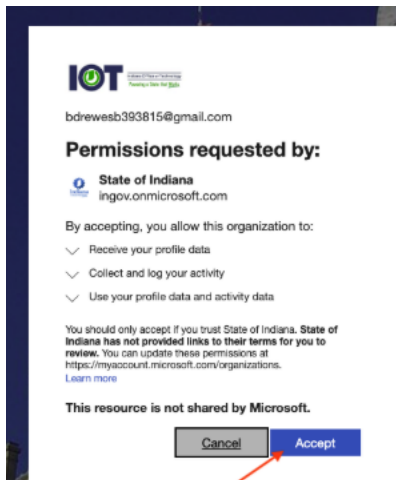 IOT Indiana Office of Technology
bdrewesb393815@gmail.com
Permissions requested by:
State of Indiana
ingov.onmicrosoft.com
By accepting, you allow this organization to:
Receive your profile data
Collect and log your activity
Use your profile data and activity data
You should only accept if you trust State of Indiana. State of
Indiana has not provided links to their terms for you to
review. You can update these permissions at
https://myaccount.microsoft.com/organizations.
Learn more
This resource is not shared by Microsoft.
Cancel Accept